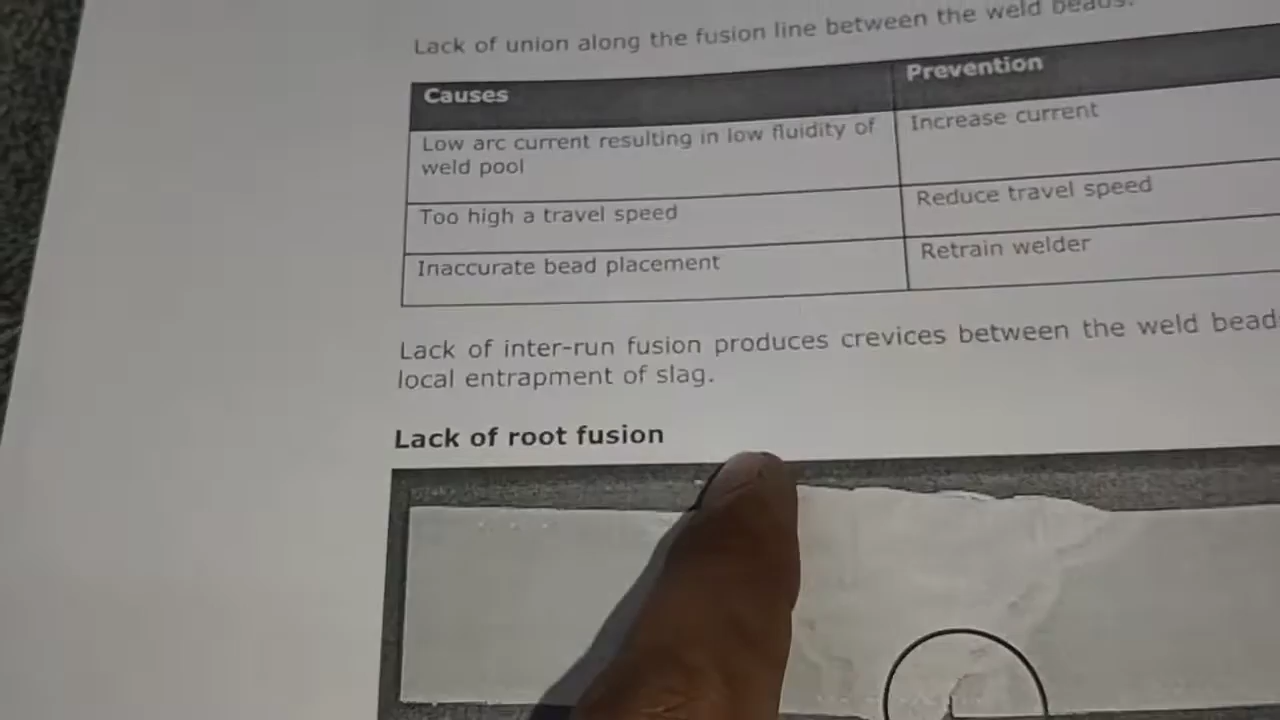 Lack of union along the fusion line between the weld beads.
Causes
Prevention
Low arc current resulting in low fluidity of
weld pool
Increase current
Too high a travel speed
Reduce travel speed
Inaccurate bead placement
Retrain welder
Lack of inter-run fusion produces crevices between the weld bead
local entrapment of slag.
Lack of root fusion